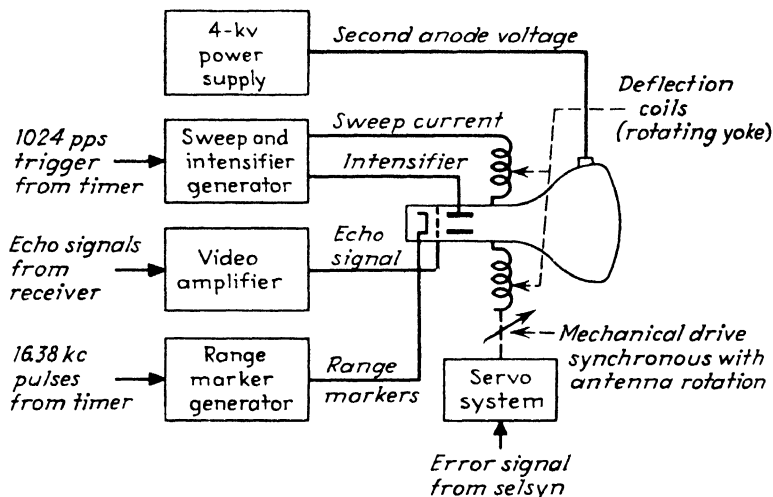 4-kv
power
supply
Second anode voltage
Deflection
coils
(rotating yoke)
1024 pps
trigger
from timer
Sweep and
intensifier
generator
Sweep current
Intensifier
Echo signals
from
receiver
Video
amplifier
Echo
signal
16.38 kc
pulses
from timer
Range
marker
generator
Range
markers
Mechanical drive
synchronous with
antenna rotation
Servo
system
Error signal
from selsyn